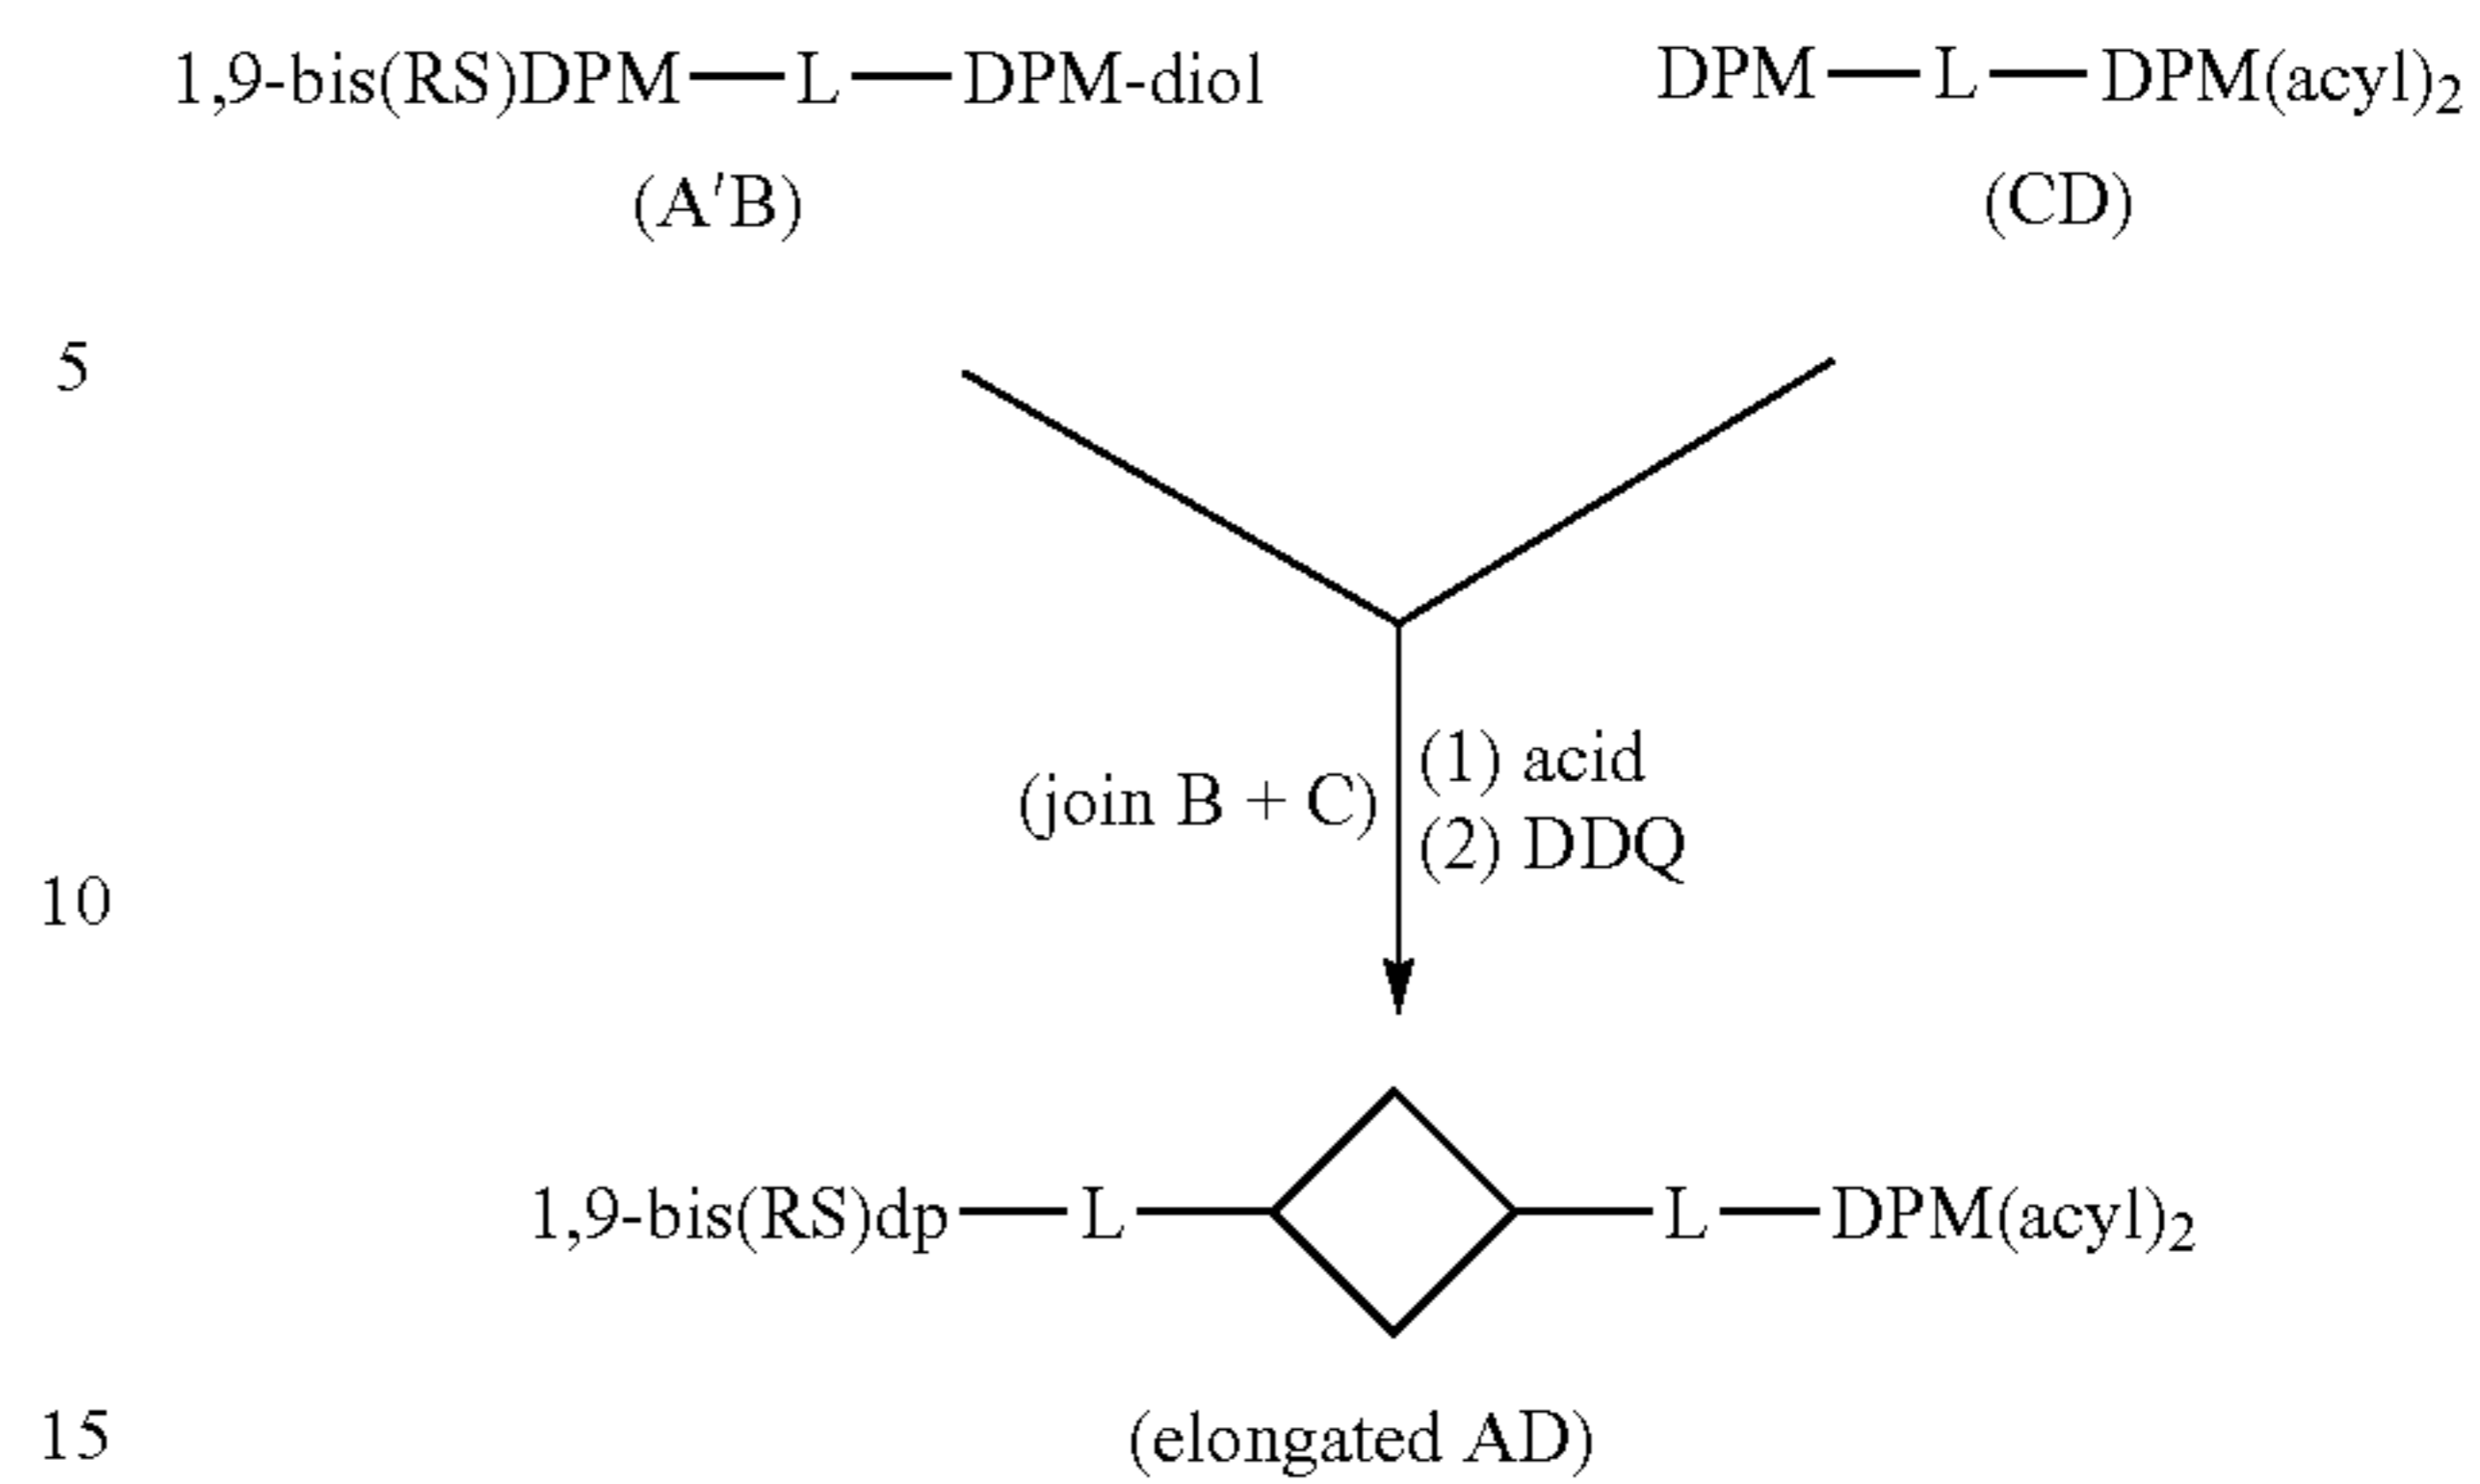 1,9-bis(RS)DPM—L—DPM-diol DPM—L—DPM(acyl)₂
(A′B) (CD)
5
(1) acid
(join B + C)
(2) DDQ
10
1,9-bis(RS)dp—L— —L—DPM(acyl)₂
(elongated AD)
15